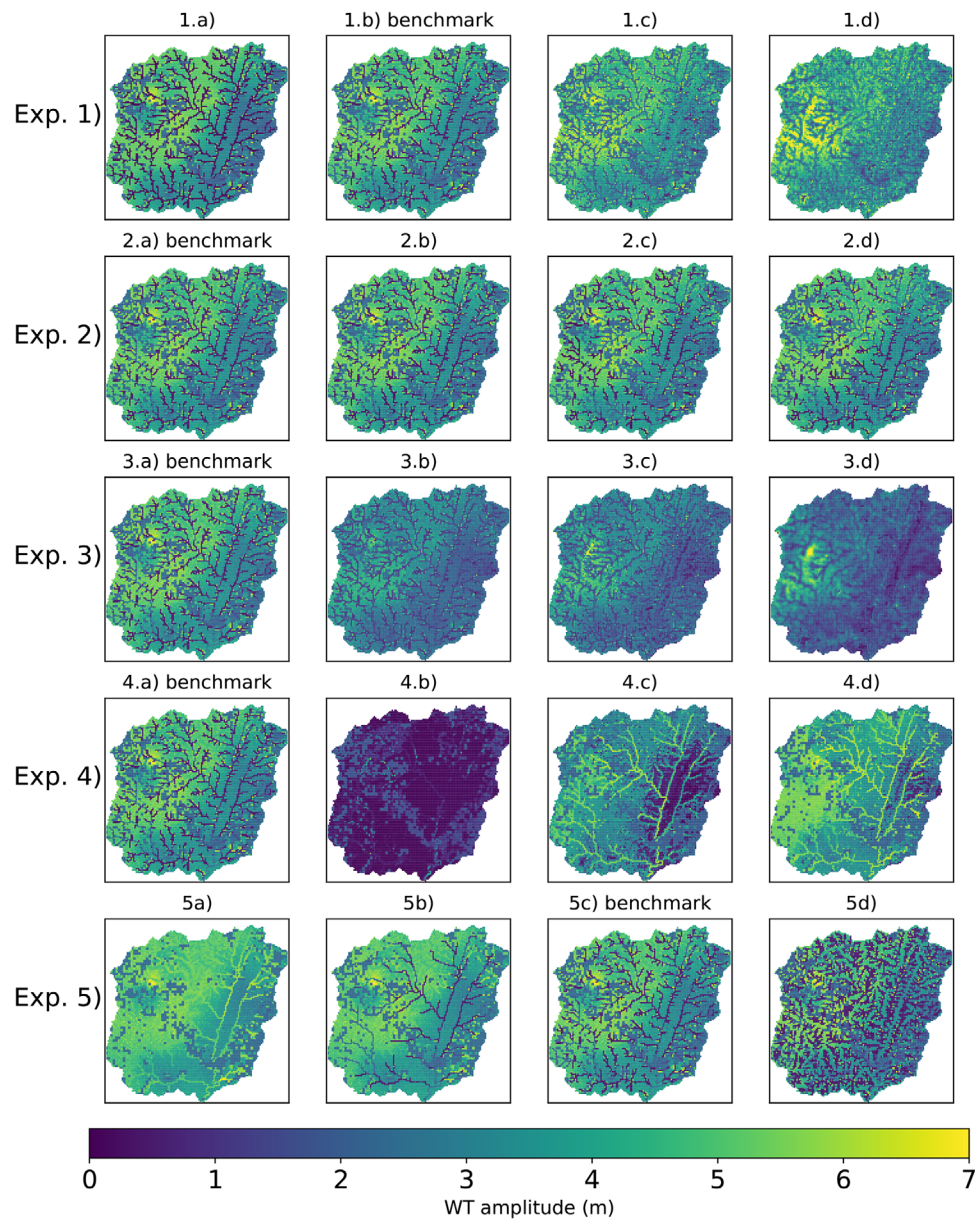 1.a) 1.b) benchmark 1.c) 1.d)
Exp. 1)
2.a) benchmark 2.b) 2.c) 2.d)
Exp. 2)
3.a) benchmark 3.b) 3.c) 3.d)
Exp. 3)
4.a) benchmark 4.b) 4.c) 4.d)
Exp. 4)
5a) 5b) 5c) benchmark 5d)
Exp. 5)
0 1 2 3 4 5 6 7
WT amplitude (m)